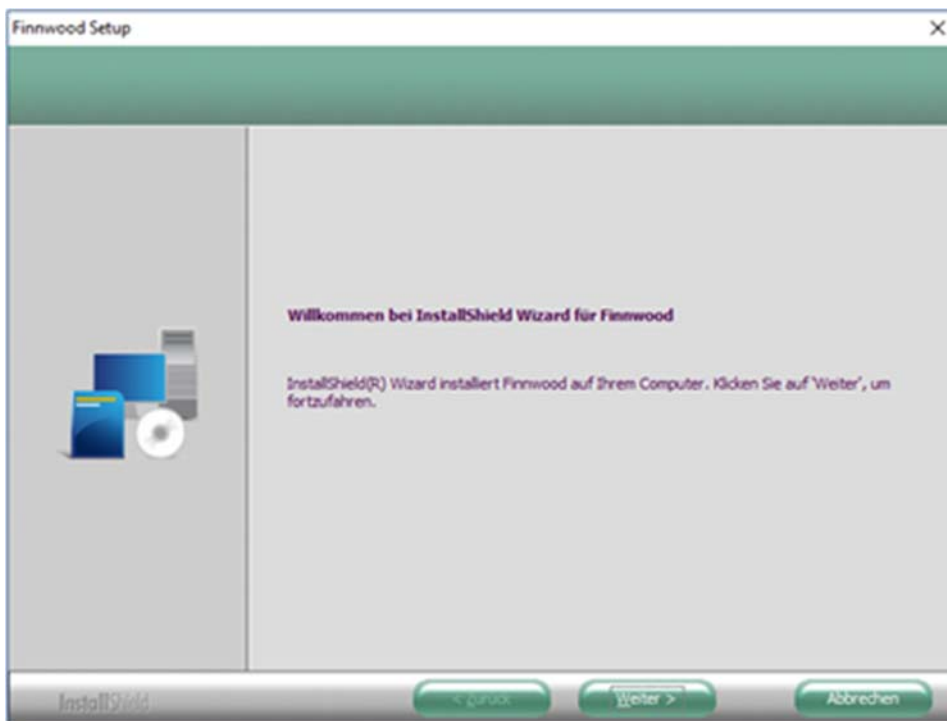 Finnwood Setup
Willkommen bei InstallShield Wizard für Finnwood
InstallShield(R) Wizard installiert Finnwood auf Ihrem Computer. Klicken Sie auf 'Weiter', um
fortzufahren.
InstallShield
< Zurück
Weiter >
Abbrechen